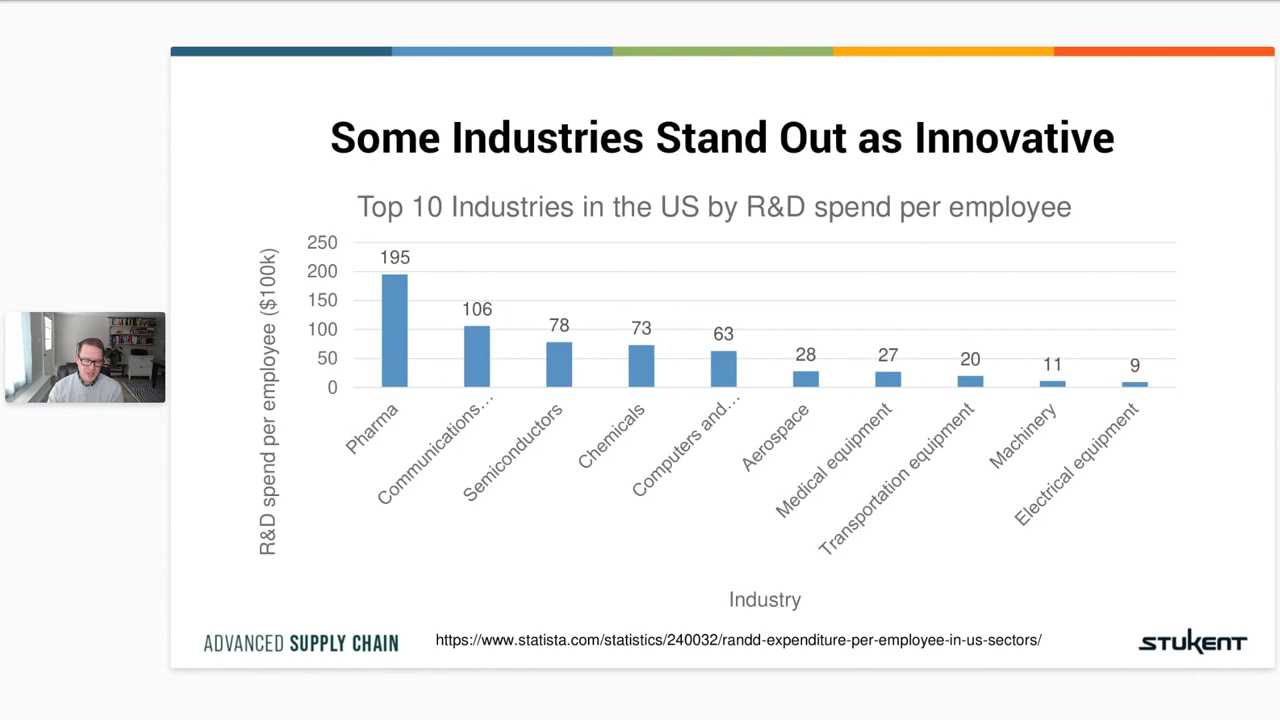 Some Industries Stand Out as Innovative
Top 10 Industries in the US by R&D spend per employee
R&D spend per employee ($100k)
250
200
150
100
50
0
195
106
78
73
63
28
27
20
11
9
Pharma
Communications…
Semiconductors
Chemicals
Computers and…
Aerospace
Medical equipment
Transportation equipment
Machinery
Electrical equipment
Industry
ADVANCED SUPPLY CHAIN
https://www.statista.com/statistics/240032/randd-expenditure-per-employee-in-us-sectors/
STUKENT